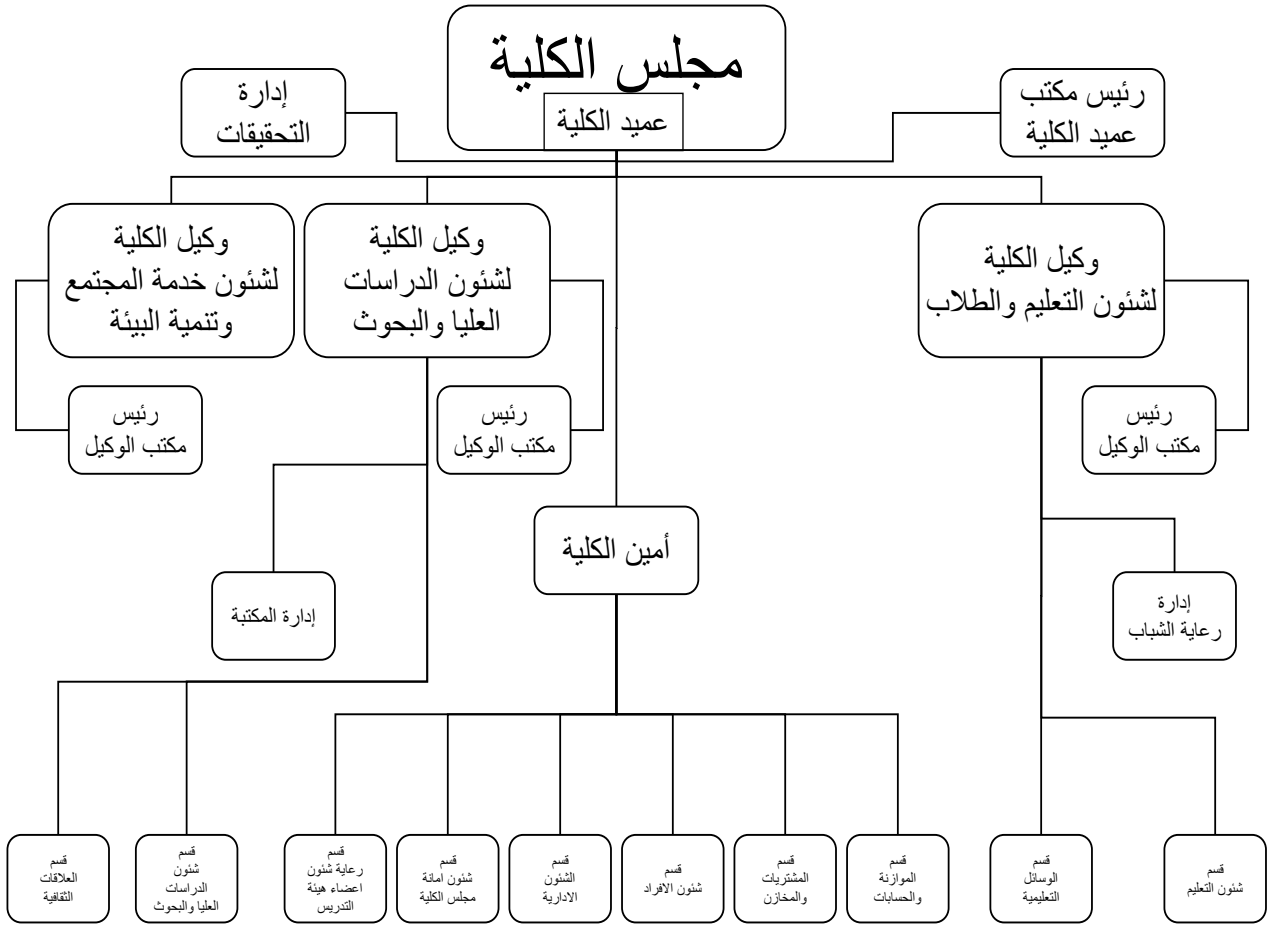 مجلس الكلية
عميد الكلية
رئيس مكتب
عميد الكلية
إدارة
التحقيقات
وكيل الكلية
لشئون التعليم والطلاب
وكيل الكلية
لشئون الدراسات
العليا والبحوث
وكيل الكلية
لشئون خدمة المجتمع
وتنمية البيئة
رئيس
مكتب الوكيل
رئيس
مكتب الوكيل
رئيس
مكتب الوكيل
أمين الكلية
إدارة
رعاية الشباب
إدارة المكتبة
قسم
شئون التعليم
قسم
الوسائل
التعليمية
قسم
الموازنة
والحسابات
قسم
المشتريات
والمخازن
قسم
شئون الافراد
قسم
الشئون
الادارية
قسم
شئون امانة
مجلس الكلية
قسم
رعاية شئون
اعضاء هيئة
التدريس
قسم
شئون
الدراسات
العليا والبحوث
قسم
العلاقات
الثقافية